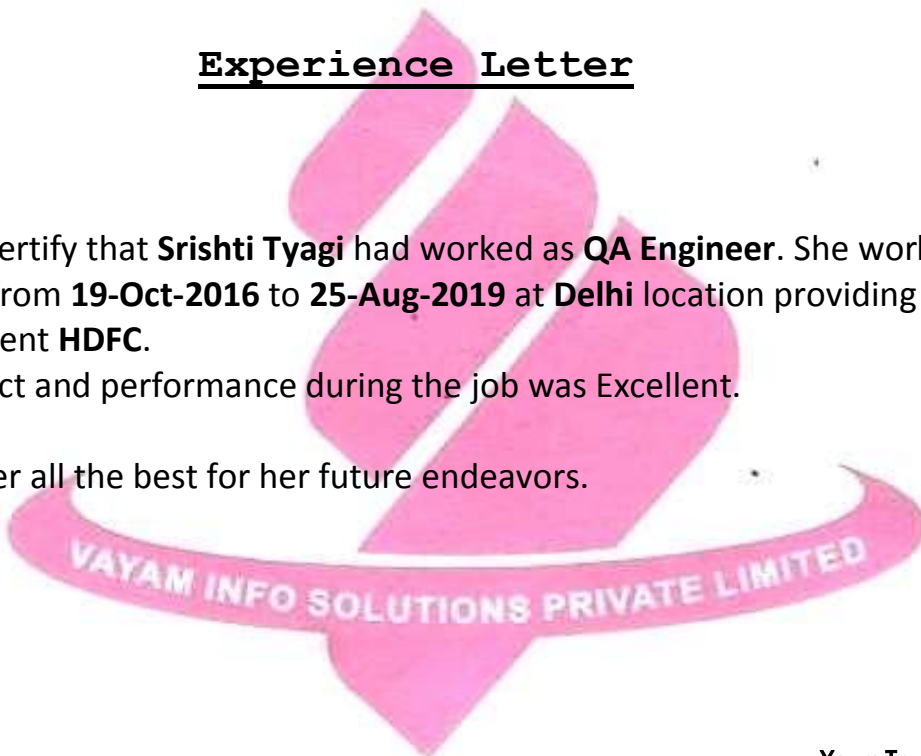 Experience Letter
ertify that Srishti Tyagi had worked as QA Engineer. She worl
rom 19-Oct-2016 to 25-Aug-2019 at Delhi location providing
ent HDFC.
ct and performance during the job was Excellent.
er all the best for her future endeavors.
VAYAM INFO SOLUTIONS PRIVATE LIMITED